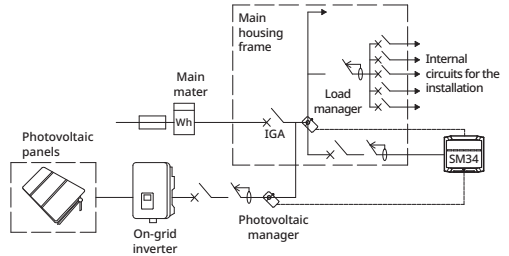 Main
housing
frame
Internal
circuits for the
installation
Load
manager
Main
mater
Wh
IGA
SM34
Photovoltaic
panels
On-grid
inverter
Photovoltaic
manager